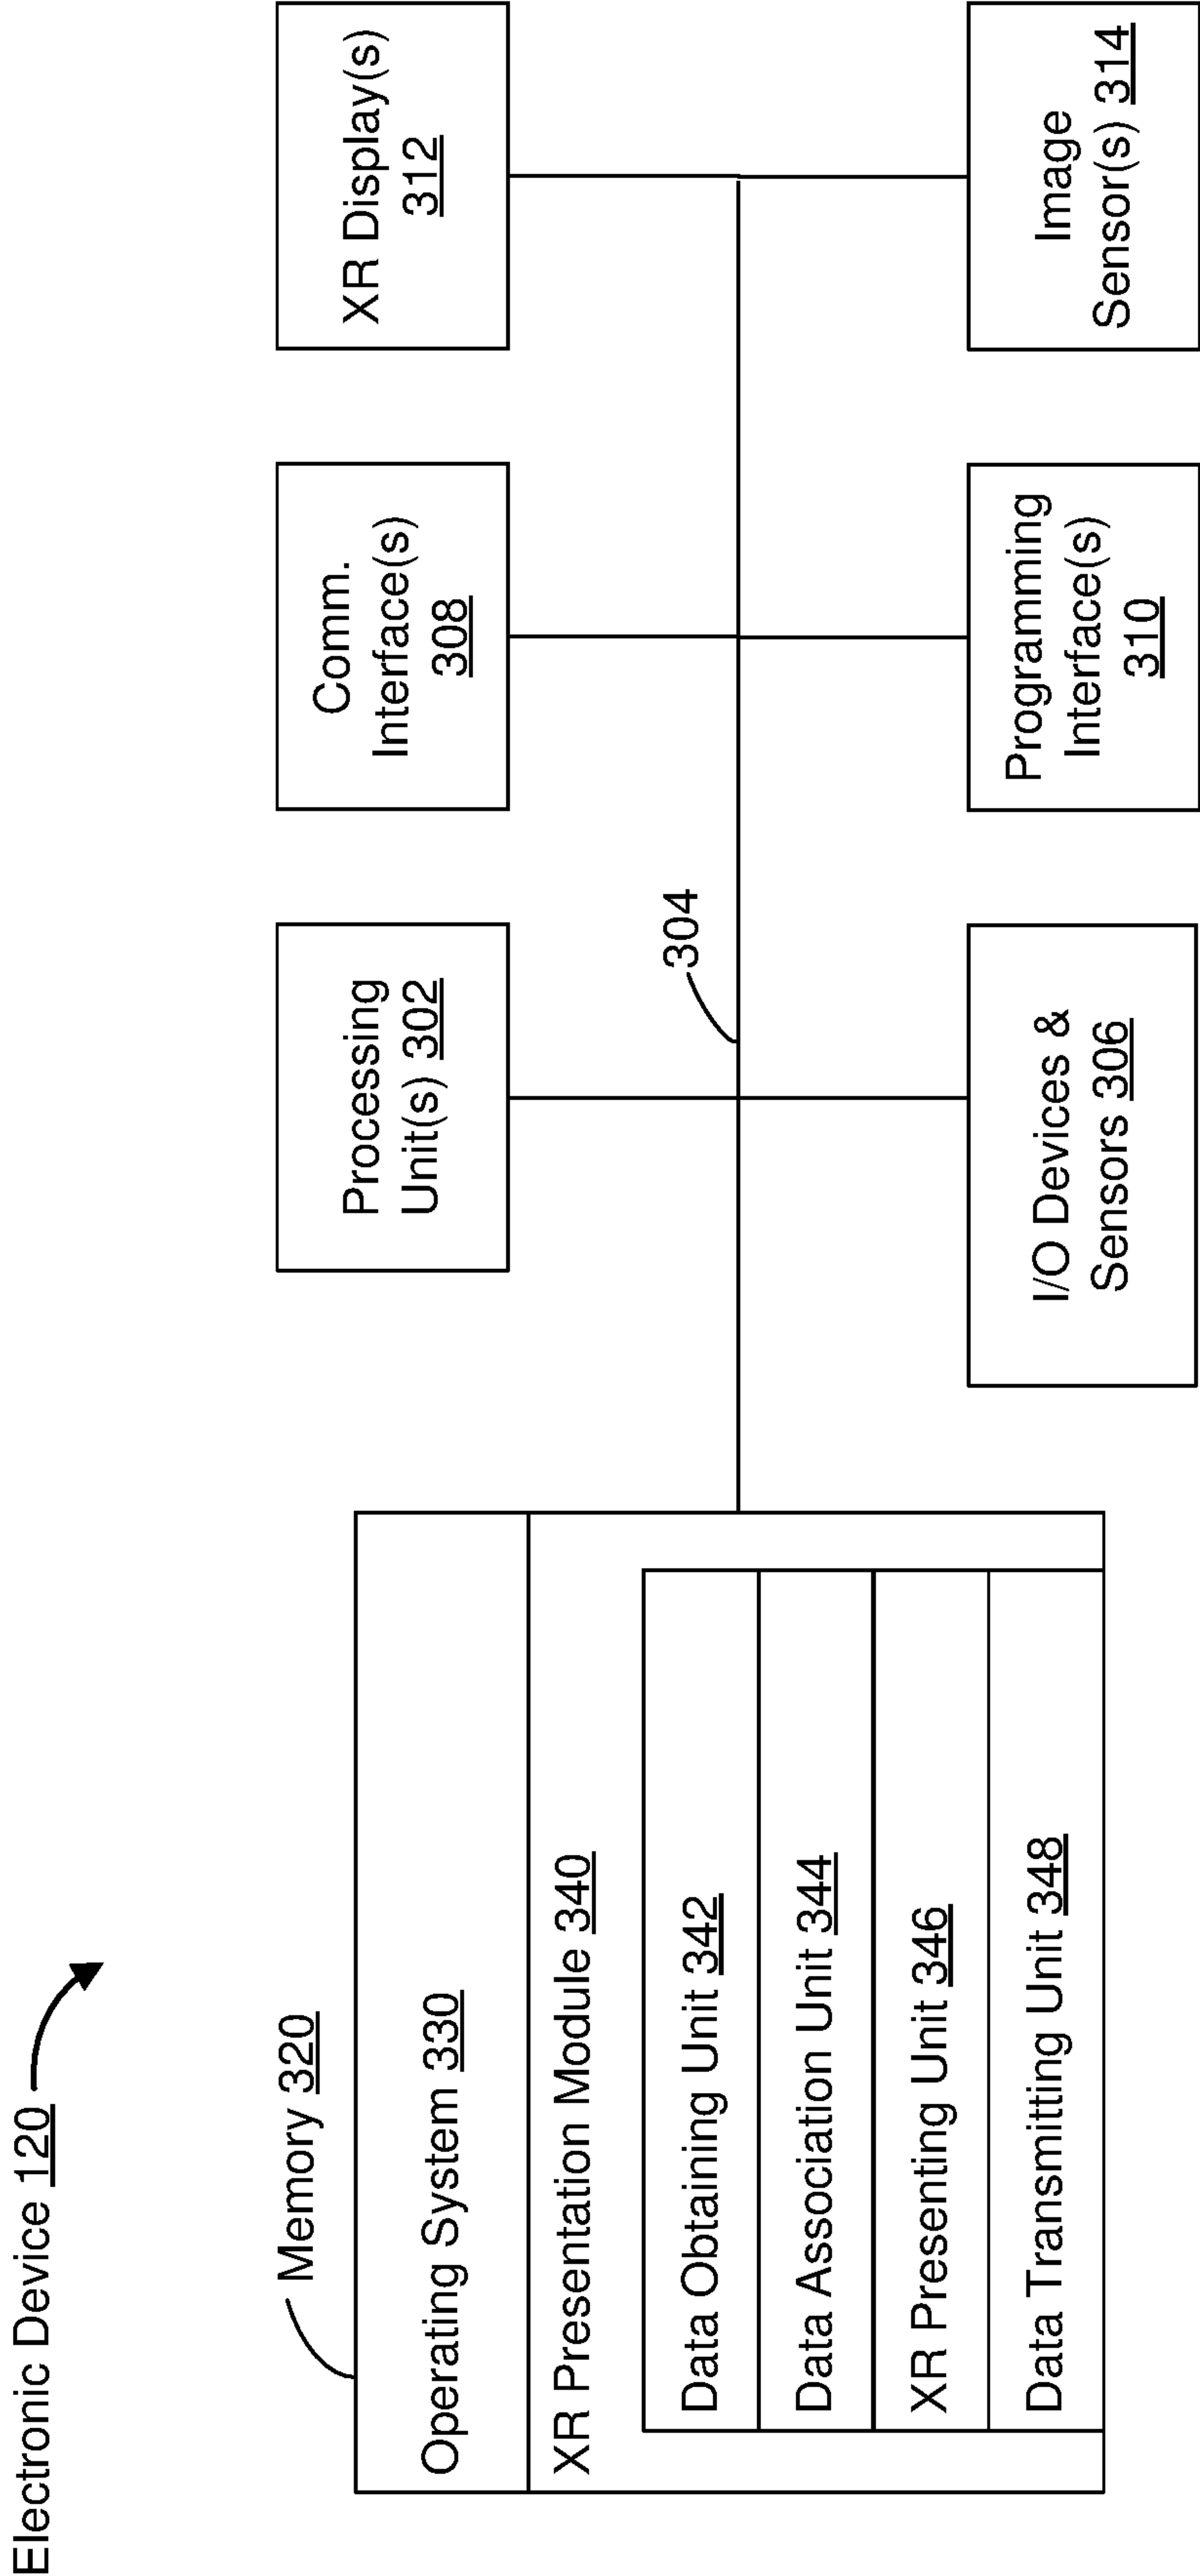 Electronic Device 120
Memory 320
Operating System 330
XR Presentation Module 340
Data Obtaining Unit 342
Data Association Unit 344
XR Presenting Unit 346
Data Transmitting Unit 348
Processing
Unit(s) 302
Comm.
Interface(s)
308
XR Display(s)
312
304
I/O Devices &
Sensors 306
Programming
Interface(s)
310
Image
Sensor(s) 314